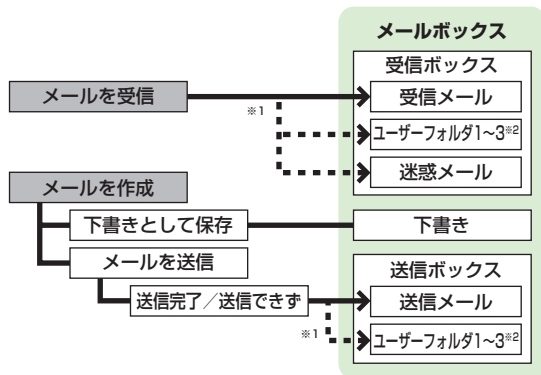 メールボックス
受信ボックス
メールを受信
受信メール
※1
ユーザーフォルダ1~3※2
迷惑メール
メールを作成
下書きとして保存
下書き
メールを送信
送信ボックス
送信完了／送信できず
送信メール
※1
ユーザーフォルダ1~3※2